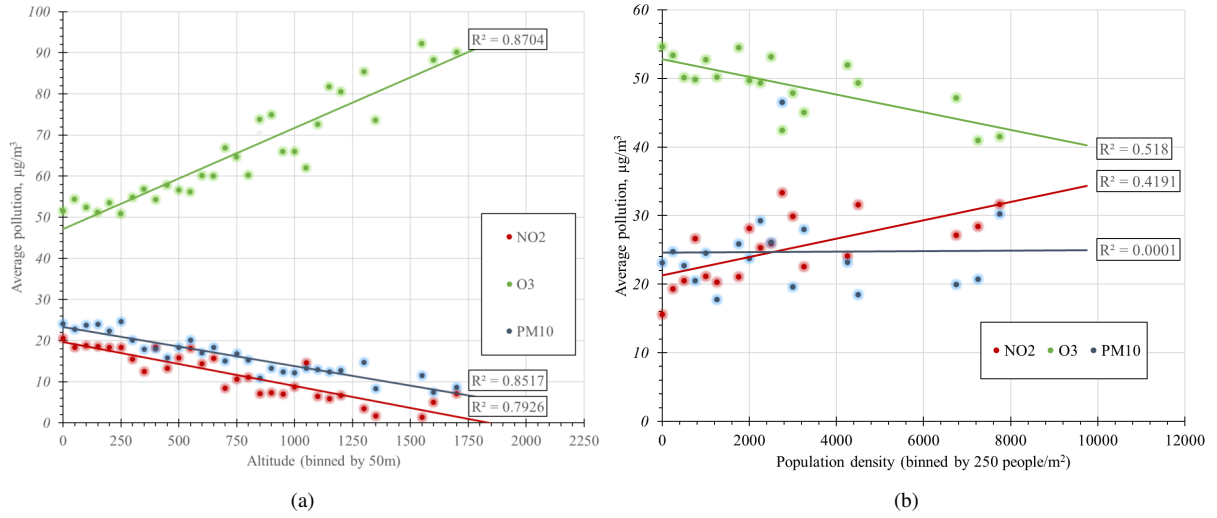 100
90
80
70
60
50
40
30
20
10
0
Average pollution, µg/m³
0 250 500 750 1000 1250 1500 1750 2000 2250
Altitude (binned by 50m)
R² = 0.8704
NO2
O3
PM10
R² = 0.8517
R² = 0.7926
(a)
60
50
40
30
20
10
0
Average pollution, µg/m³
0 2000 4000 6000 8000 10000 12000
Population density (binned by 250 people/m²)
R² = 0.518
R² = 0.4191
R² = 0.0001
NO2 O3 PM10
(b)